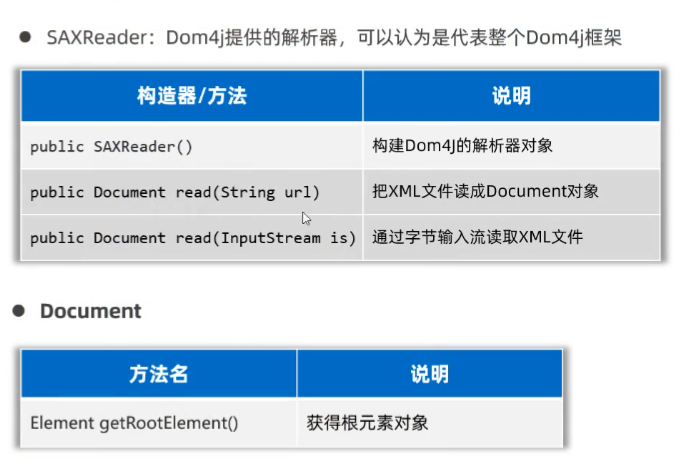 ● SAXReader：Dom4j提供的解析器，可以认为是代表整个Dom4j框架
构造器/方法 说明
public SAXReader() 构建Dom4J的解析器对象
public Document read(String url) 把XML文件读成Document对象
public Document read(InputStream is) 通过字节输入流读取XML文件
● Document
方法名 说明
Element getRootElement() 获得根元素对象